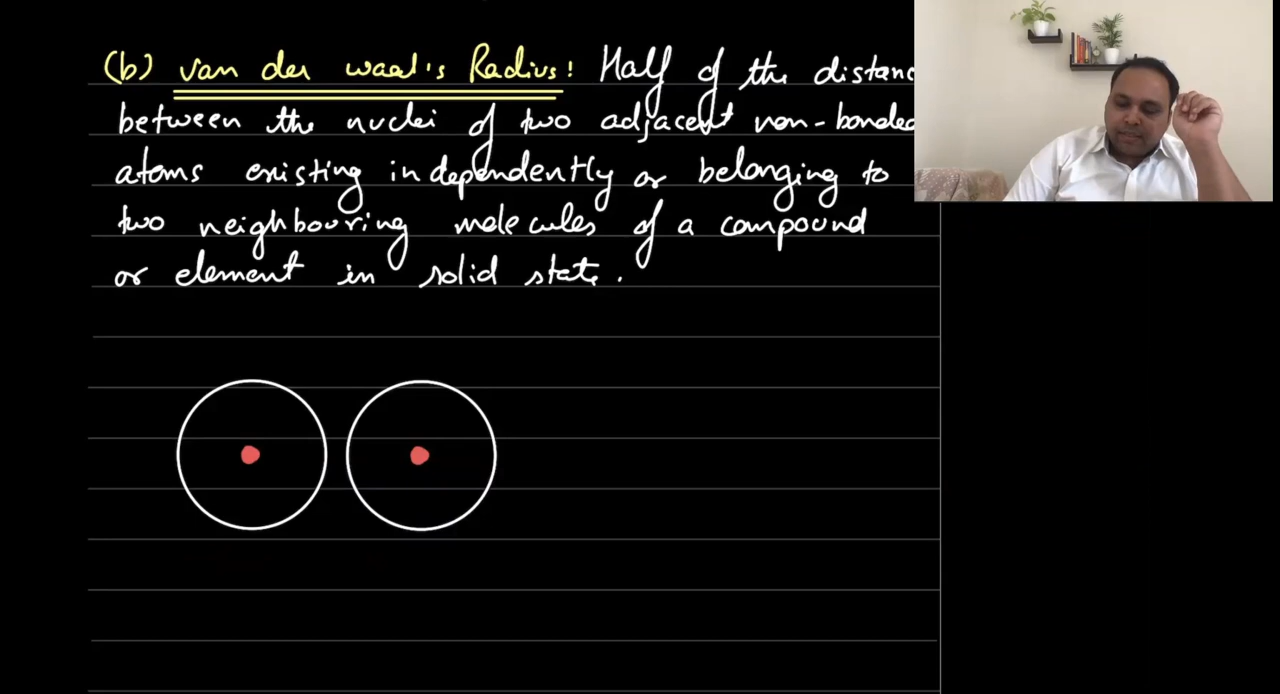 (b) van der waal's Radius: Half of the distanc
between the nuclei of two adjacent non-bonded
atoms existing independently or belonging to
two neighbouring molecules of a compound
or element in solid state.